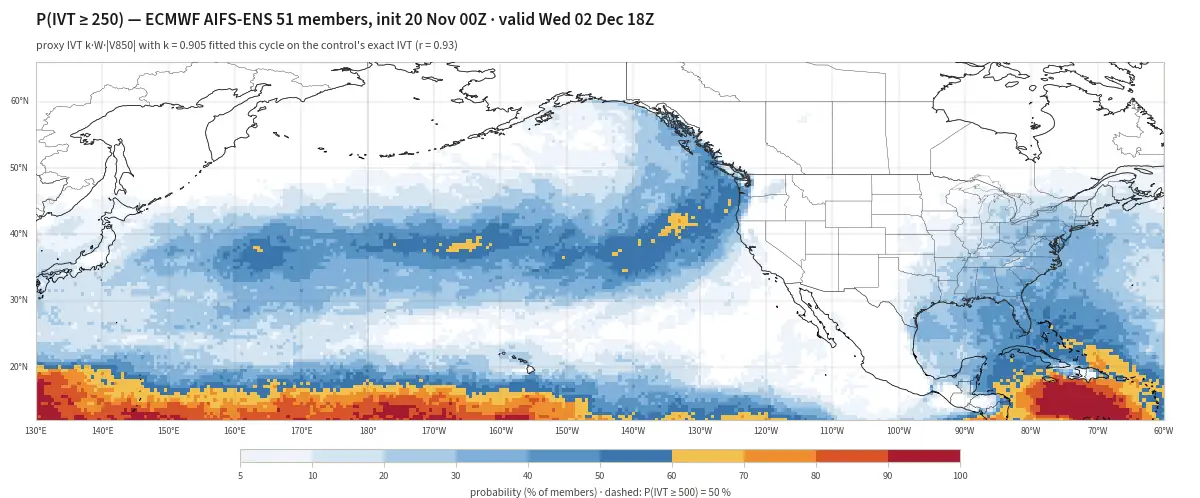 P(IVT ≥ 250) — ECMWF AIFS-ENS 51 members, init 20 Nov 00Z · valid Wed 02 Dec 18Z
proxy IVT k·W·|V850| with k = 0.905 fitted this cycle on the control's exact IVT (r = 0.93)
60°N
50°N
40°N
30°N
20°N
130°E 140°E 150°E 160°E 170°E 180° 170°W 160°W 150°W 140°W 130°W 120°W 110°W 100°W 90°W 80°W 70°W 60°W
5 10 20 30 40 50 60 70 80 90 100
probability (% of members) · dashed: P(IVT ≥ 500) = 50 %